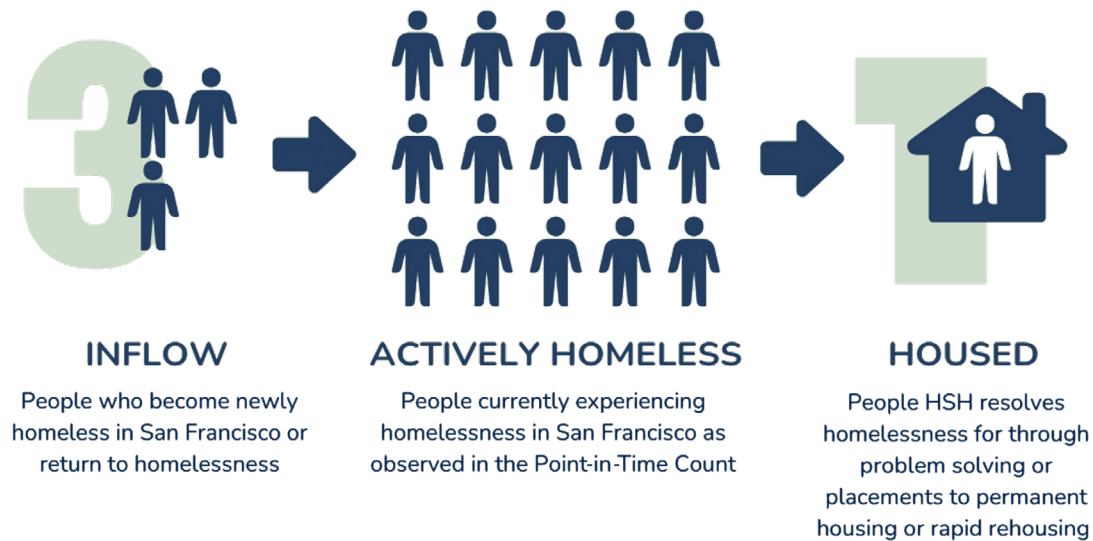 3
1
INFLOW
People who become newly
homeless in San Francisco or
return to homelessness
ACTIVELY HOMELESS
People currently experiencing
homelessness in San Francisco as
observed in the Point-in-Time Count
HOUSED
People HSH resolves
homelessness for through
problem solving or
placements to permanent
housing or rapid rehousing